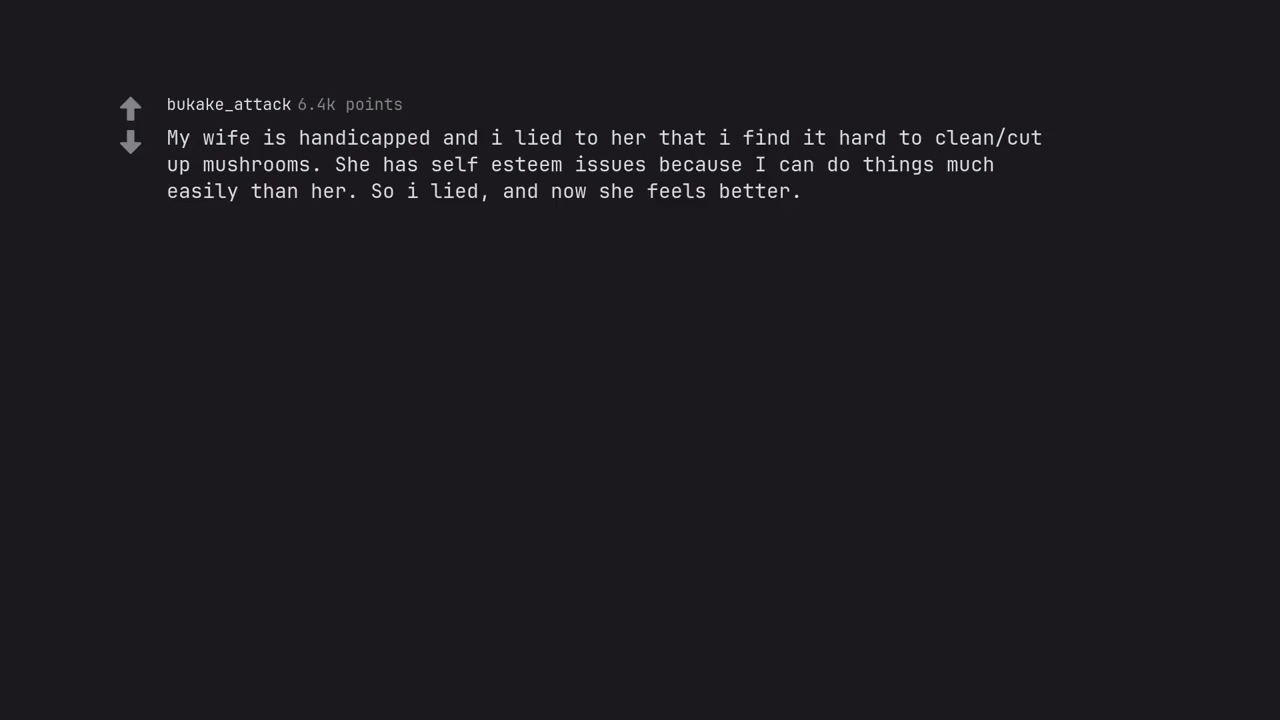 bukake_attack 6.4k points
My wife is handicapped and i lied to her that i find it hard to clean/cut
up mushrooms. She has self esteem issues because I can do things much
easily than her. So i lied, and now she feels better.